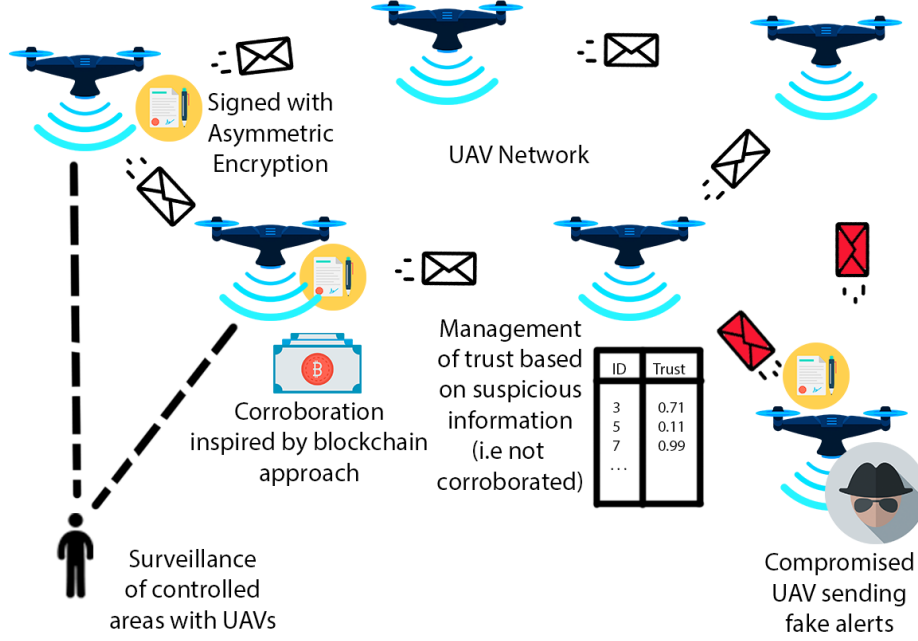 Signed with
Asymmetric
Encryption
UAV Network
Management
of trust based
on suspicious
information
(i.e not
corroborated)
ID Trust
3 0.71
5 0.11
7 0.99
...
B
Corroboration
inspired by blockchain
approach
Surveillance
of controlled
areas with UAVs
Compromised
UAV sending
fake alerts